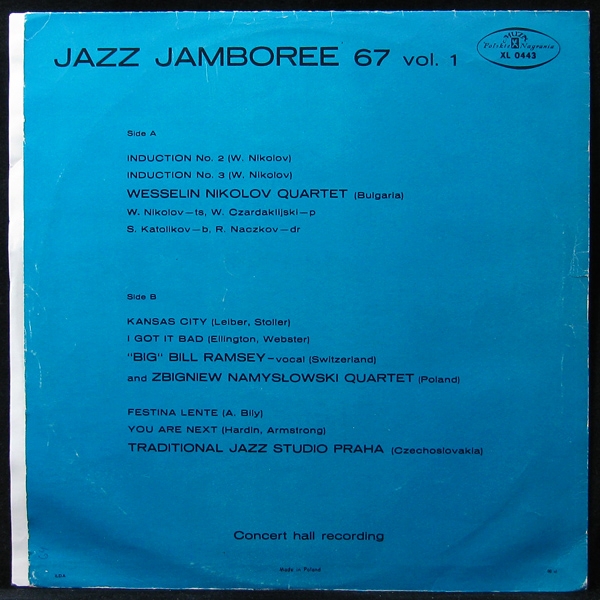 JAZZ JAMBOREE 67 vol. 1
MUZA
Polskie Nagrania
XL 0443
Side A
INDUCTION No. 2 (W. Nikolov)
INDUCTION No. 3 (W. Nikolov)
WESSELIN NIKOLOV QUARTET (Bulgaria)
W. Nikolov—ts, W. Czardaklijski—p
S. Katolikov—b, R. Naczkov—dr
Side B
KANSAS CITY (Leiber, Stoller)
I GOT IT BAD (Ellington, Webster)
"BIG" BILL RAMSEY—vocal (Switzerland)
and ZBIGNIEW NAMYSŁOWSKI QUARTET (Poland)
FESTINA LENTE (A. Bily)
YOU ARE NEXT (Hardin, Armstrong)
TRADITIONAL JAZZ STUDIO PRAHA (Czechoslovakia)
Concert hall recording
Made in Poland